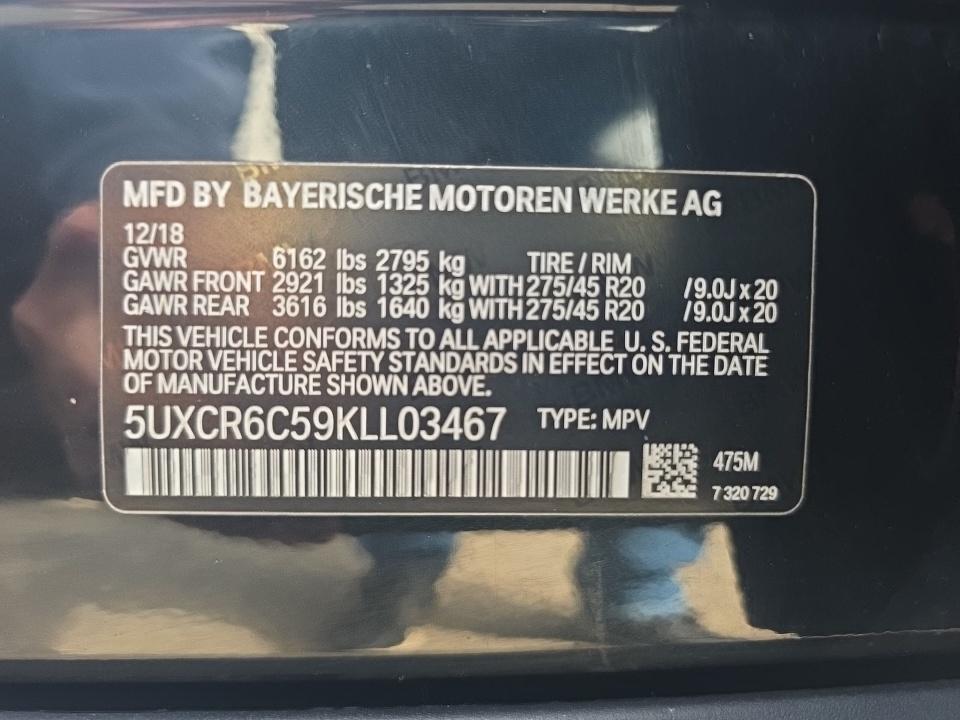 MFD BY BAYERISCHE MOTOREN WERKE AG
12/18
GVWR 6162 lbs 2795 kg TIRE / RIM
GAWR FRONT 2921 lbs 1325 kg WITH 275/45 R20 /9.0J x 20
GAWR REAR 3616 lbs 1640 kg WITH 275/45 R20 /9.0J x 20
THIS VEHICLE CONFORMS TO ALL APPLICABLE U. S. FEDERAL
MOTOR VEHICLE SAFETY STANDARDS IN EFFECT ON THE DATE
OF MANUFACTURE SHOWN ABOVE.
5UXCR6C59KLL03467 TYPE: MPV
475M
7 320 729